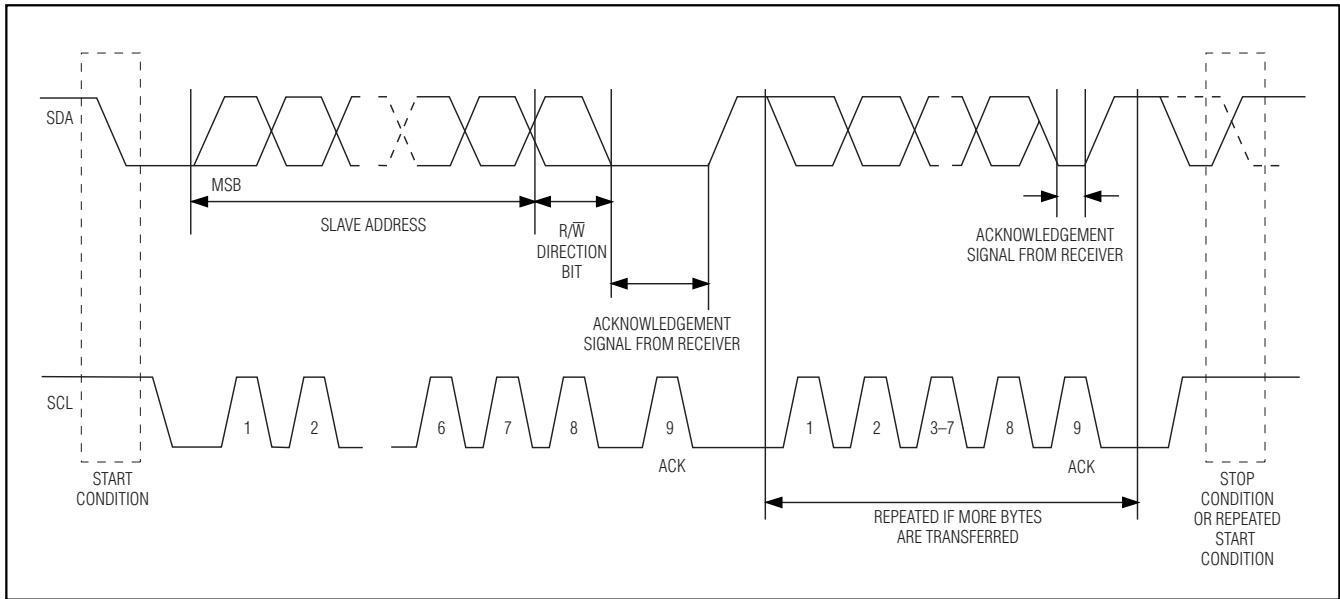 SDA
MSB
SLAVE ADDRESS
R/W̅
DIRECTION
BIT
ACKNOWLEDGEMENT
SIGNAL FROM RECEIVER
ACKNOWLEDGEMENT
SIGNAL FROM RECEIVER
SCL
1 2 6 7 8 9 1 2 3–7 8 9
ACK ACK
START
CONDITION
REPEATED IF MORE BYTES
ARE TRANSFERRED
STOP
CONDITION
OR REPEATED
START
CONDITION